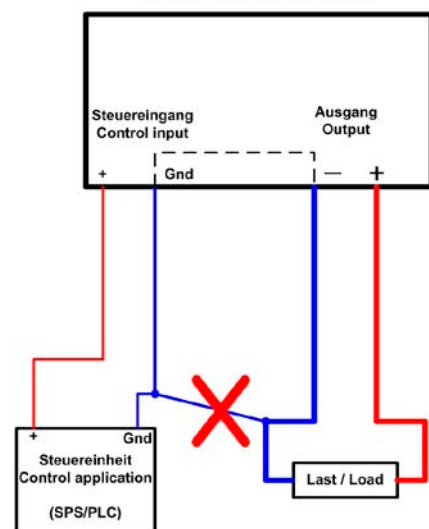 Steuereingang
Control input
Ausgang
Output
+ Gnd — +
+ Gnd
Steuereinheit
Control application
(SPS/PLC)
Last / Load